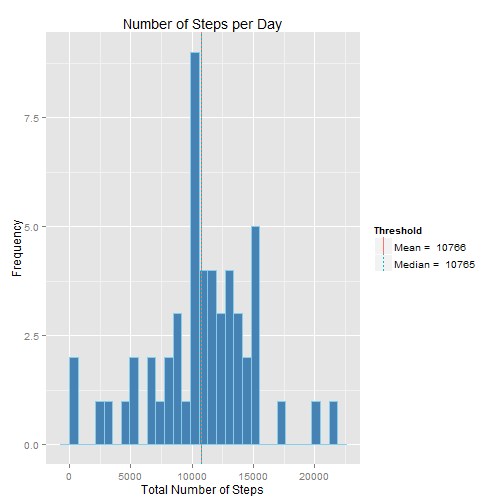 Number of Steps per Day
Frequency
7.5
5.0
2.5
0.0
0
5000
10000
15000
20000
Total Number of Steps
Threshold
Mean = 10766
Median = 10765